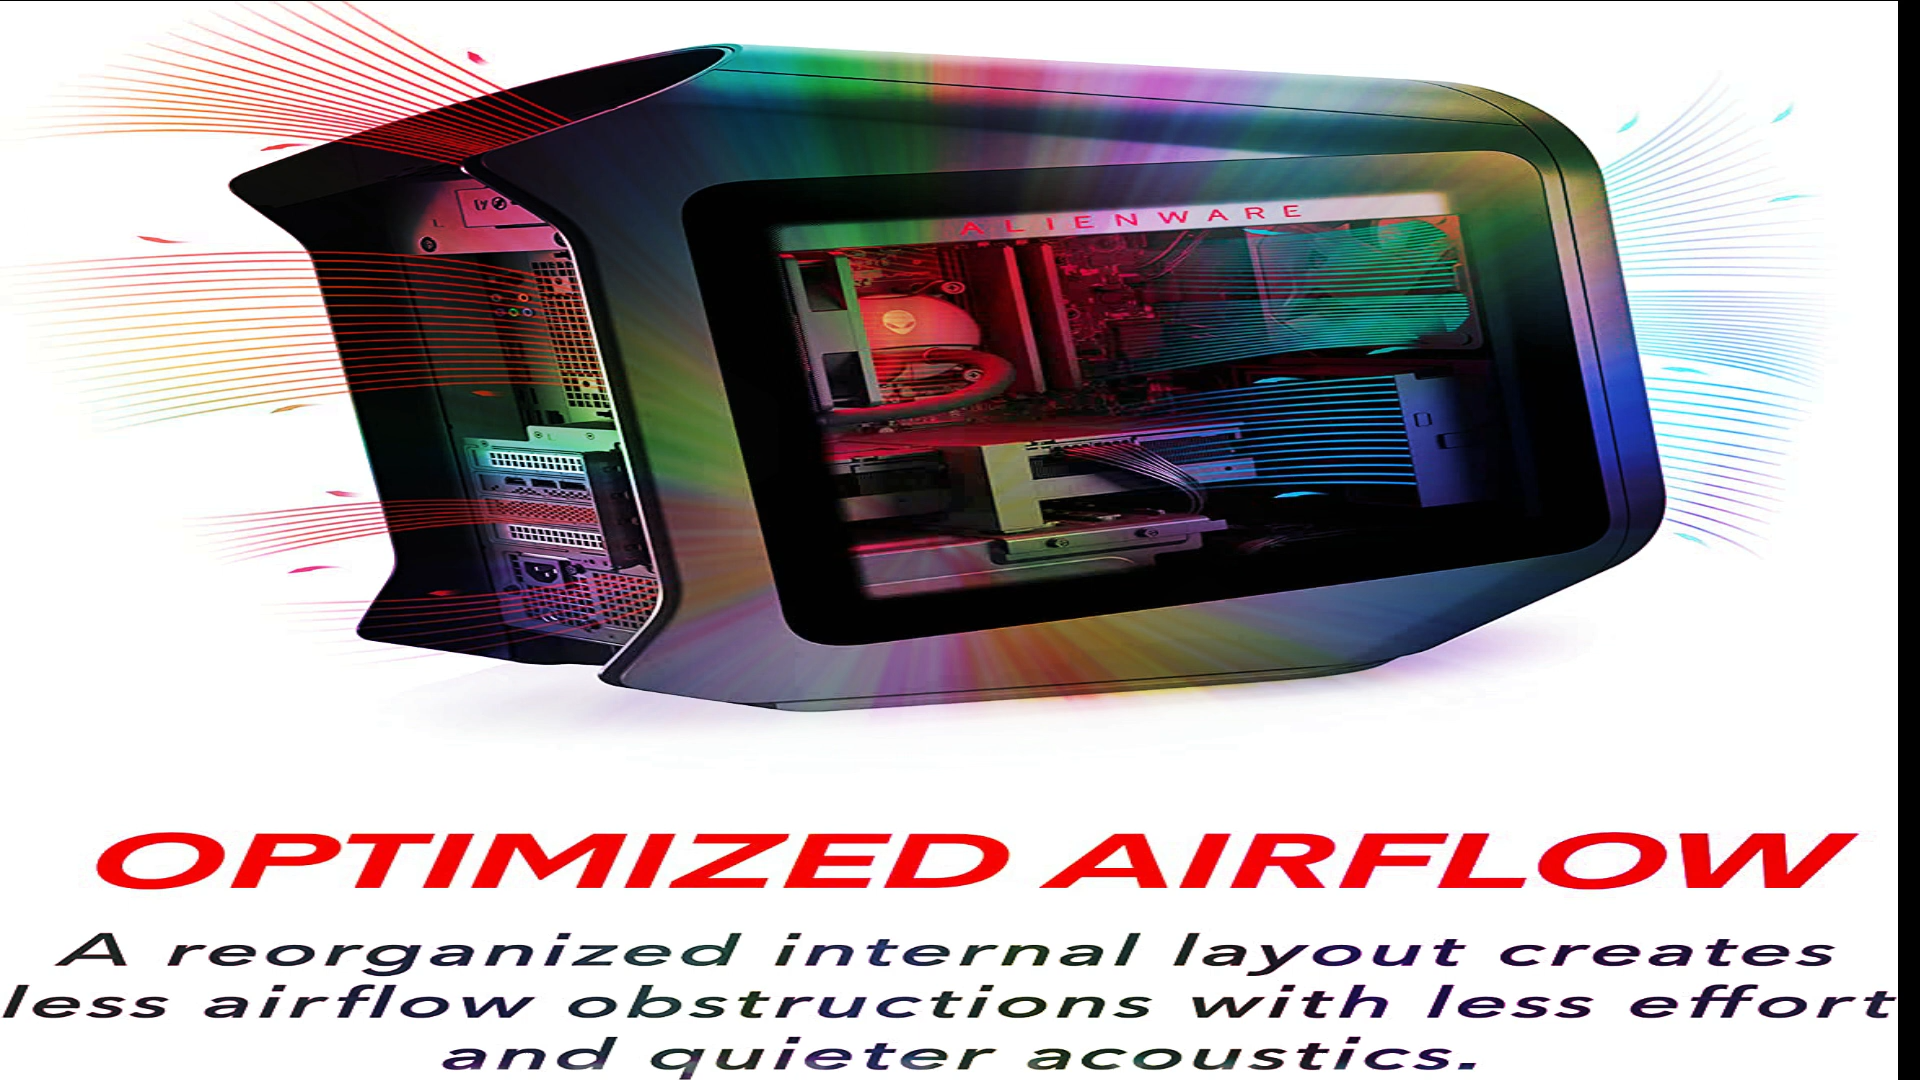 ALIENWARE
OPTIMIZED AIRFLOW
A reorganized internal layout creates
less airflow obstructions with less effort
and quieter acoustics.